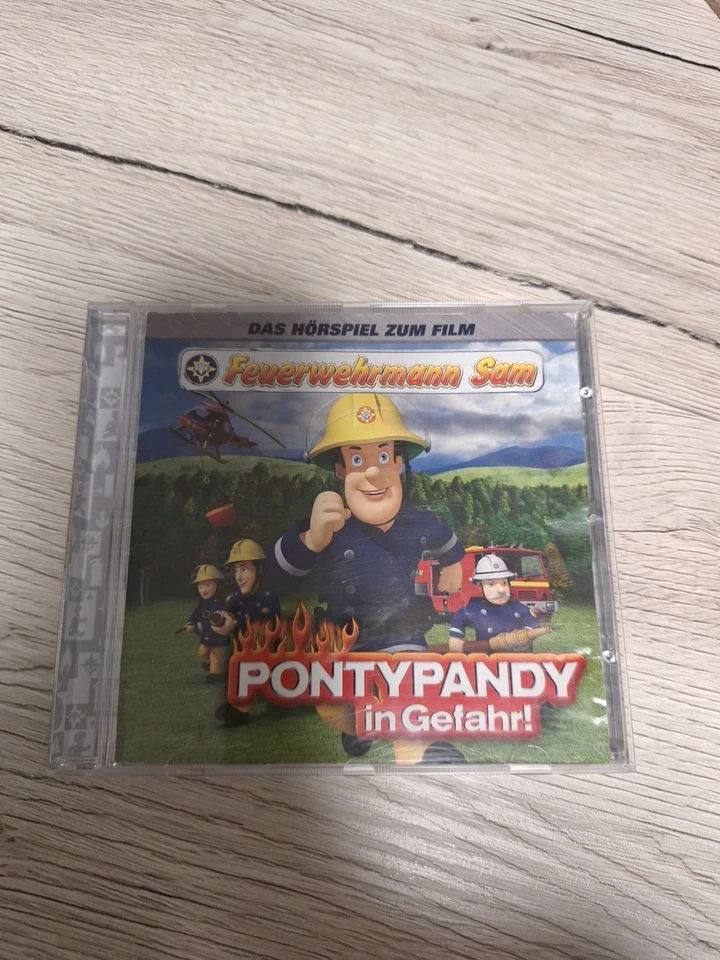 DAS HÖRSPIEL ZUM FILM
Feuerwehrmann Sam
PONTYPANDY
in Gefahr!